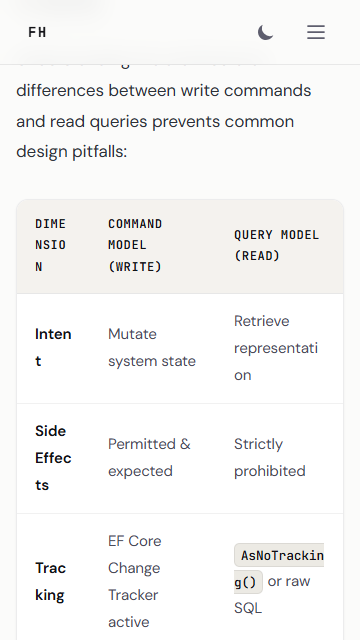 FH
differences between write commands
and read queries prevents common
design pitfalls:
DIME
NSIO
N
COMMAND
MODEL
(WRITE)
QUERY MODEL
(READ)
Inten
t
Mutate
system state
Retrieve
representati
on
Side
Effec
ts
Permitted &
expected
Strictly
prohibited
Trac
king
EF Core
Change
Tracker
active
AsNoTrackin
g() or raw
SQL